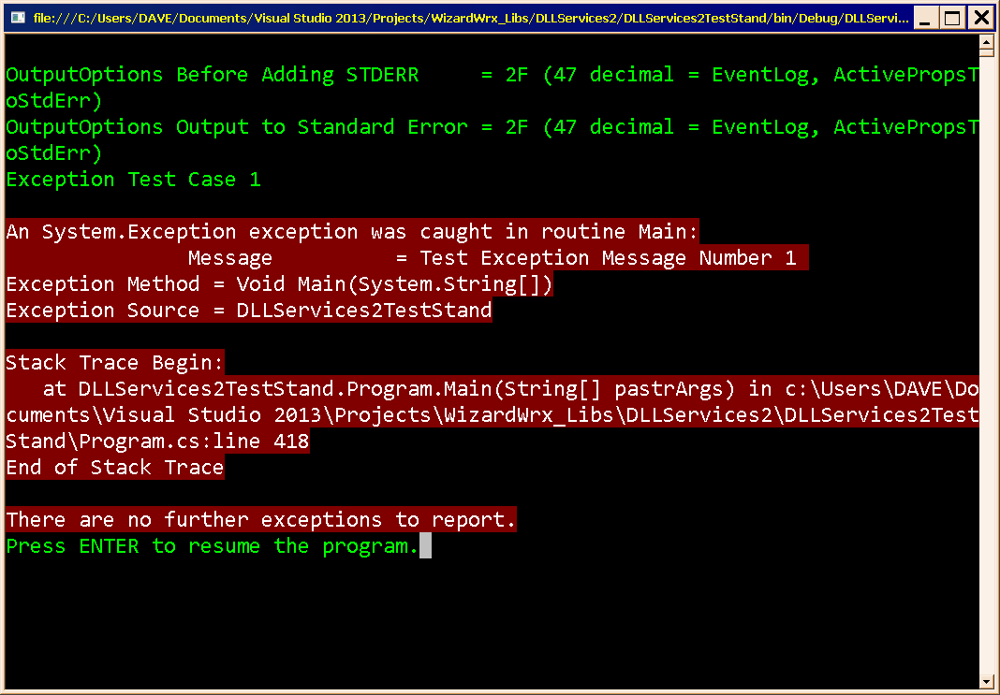 file:///C:/Users/DAVE/Documents/Visual Studio 2013/Projects/WizardWrx_Libs/DLLServices2/DLLServices2TestStand/bin/Debug/DLLServi...
OutputOptions Before Adding STDERR     = 2F (47 decimal = EventLog, ActivePropsT
oStdErr)
OutputOptions Output to Standard Error = 2F (47 decimal = EventLog, ActivePropsT
oStdErr)
Exception Test Case 1
An System.Exception exception was caught in routine Main:
               Message          = Test Exception Message Number 1
Exception Method = Void Main(System.String[])
Exception Source = DLLServices2TestStand
Stack Trace Begin:
   at DLLServices2TestStand.Program.Main(String[] pastrArgs) in c:\Users\DAVE\Do
cuments\Visual Studio 2013\Projects\WizardWrx_Libs\DLLServices2\DLLServices2Test
Stand\Program.cs:line 418
End of Stack Trace
There are no further exceptions to report.
Press ENTER to resume the program.